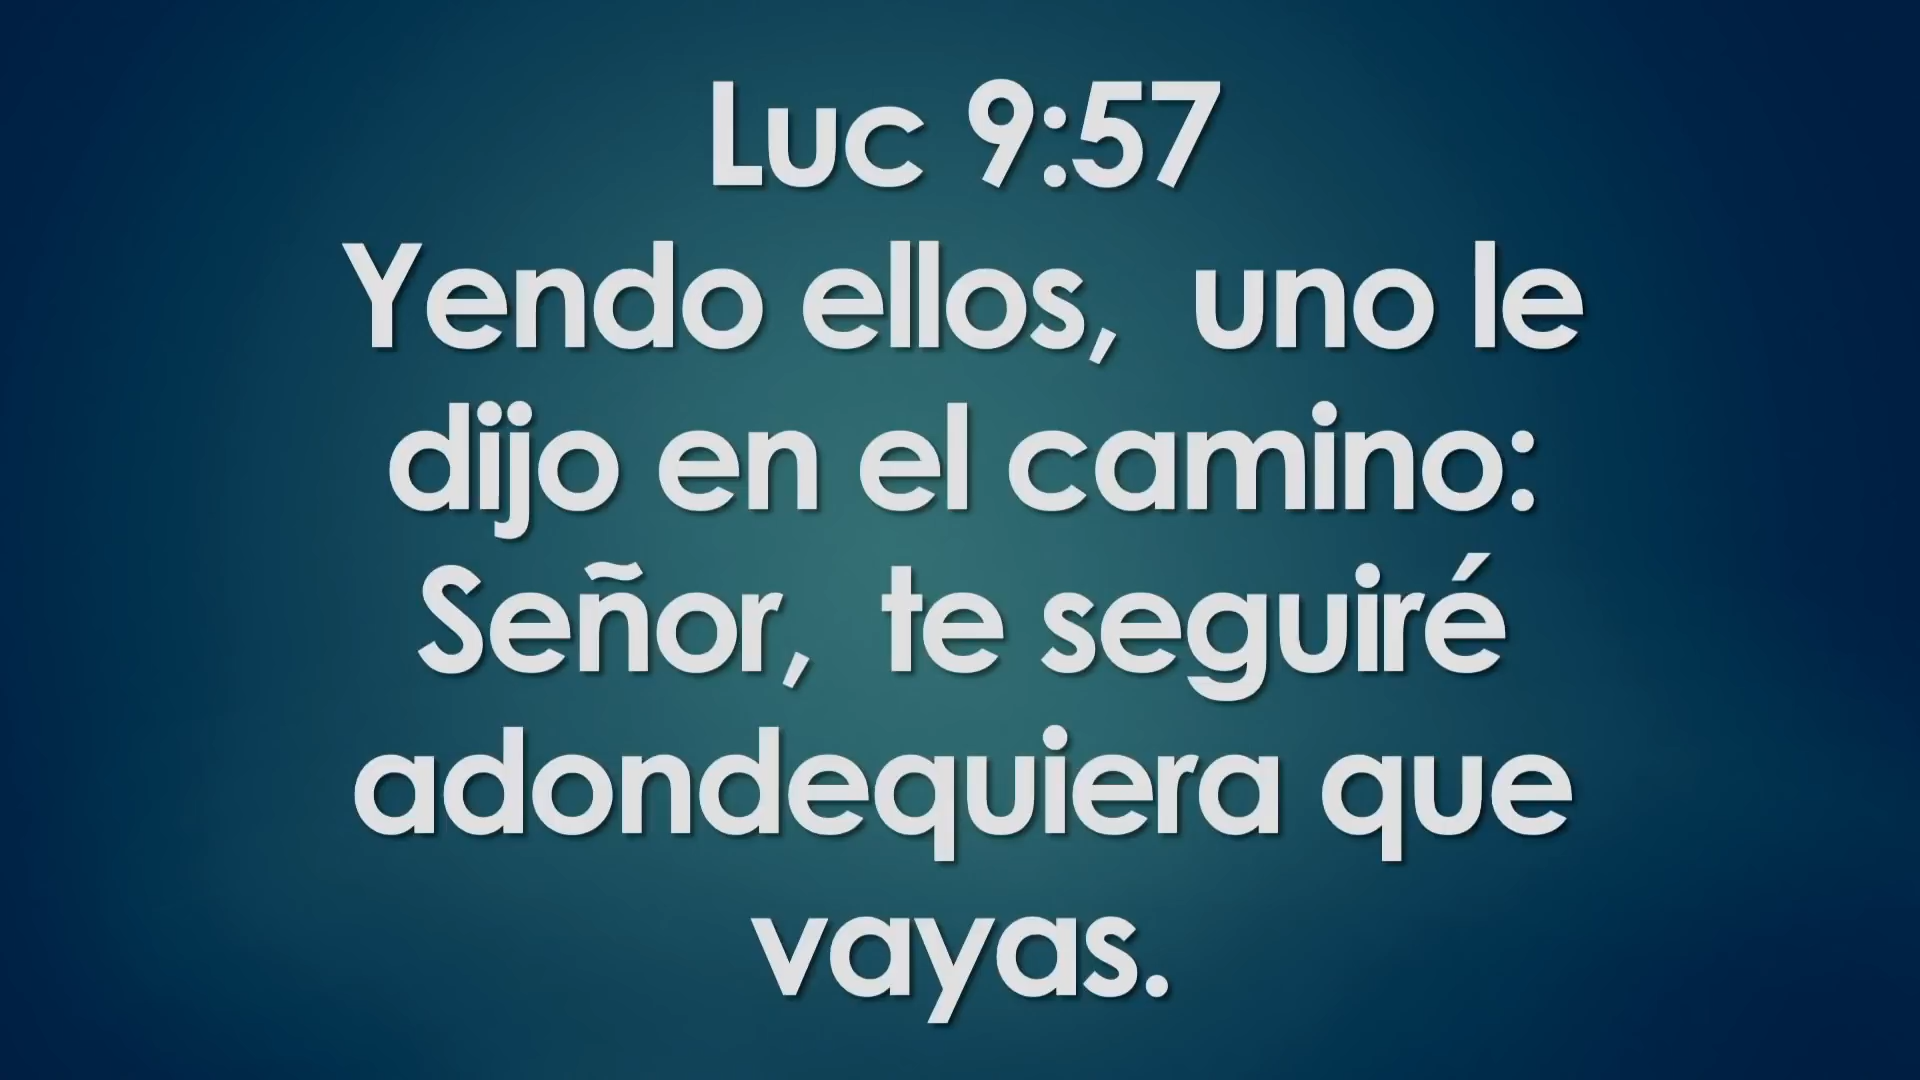 Luc 9:57
Yendo ellos,  uno le
dijo en el camino:
Señor,  te seguiré
adondequiera que
vayas.